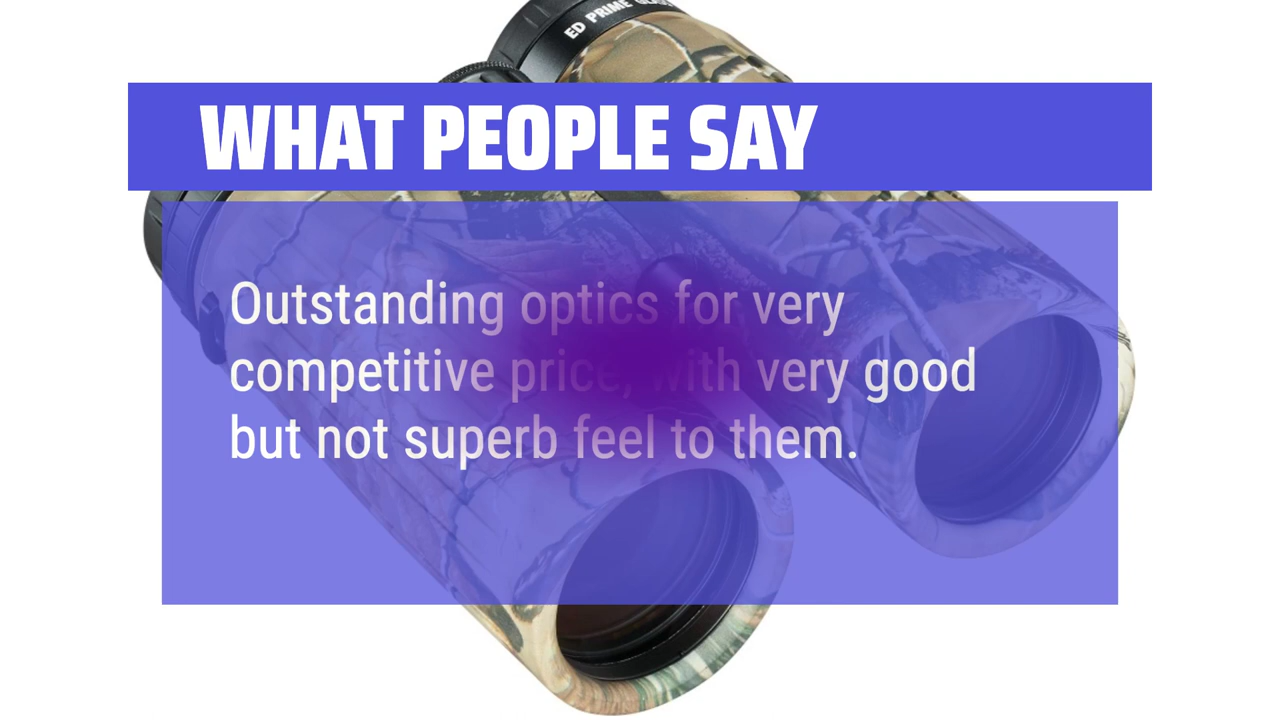 ED PRIME
WHAT PEOPLE SAY
Outstanding optics for very
competitive price, with very good
but not superb feel to them.